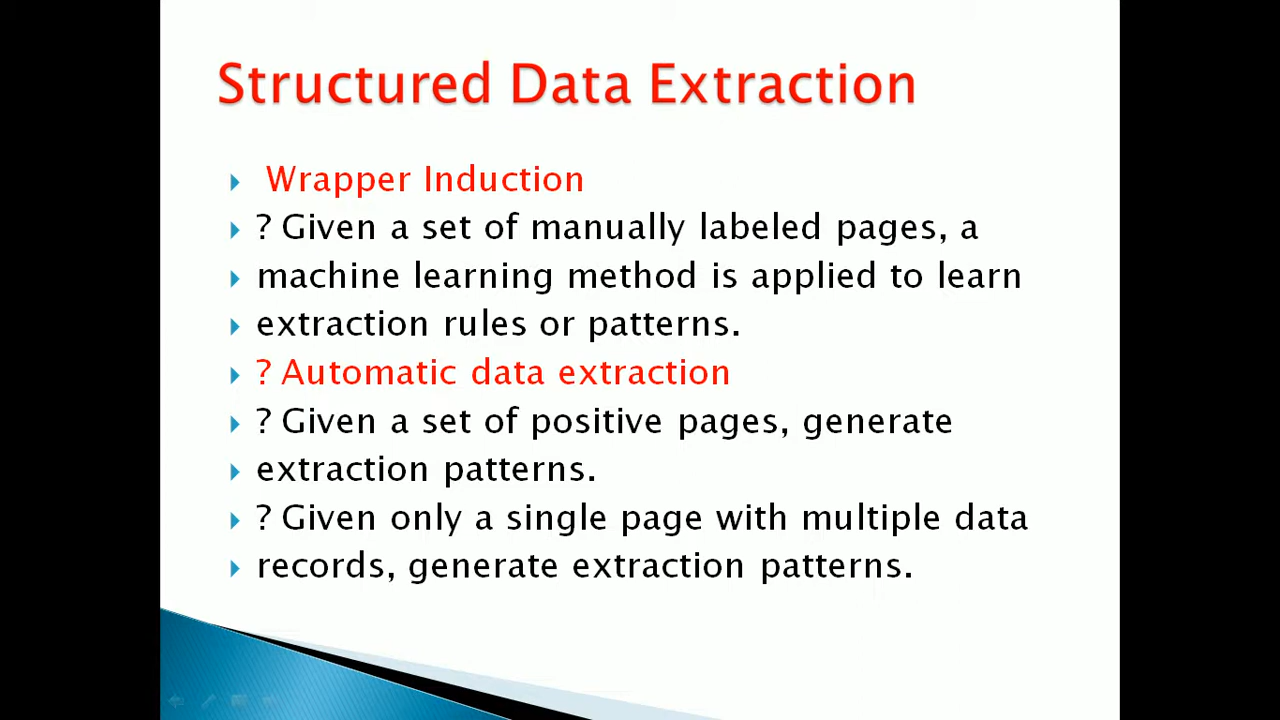 Structured Data Extraction
Wrapper Induction
? Given a set of manually labeled pages, a
machine learning method is applied to learn
extraction rules or patterns.
? Automatic data extraction
? Given a set of positive pages, generate
extraction patterns.
? Given only a single page with multiple data
records, generate extraction patterns.